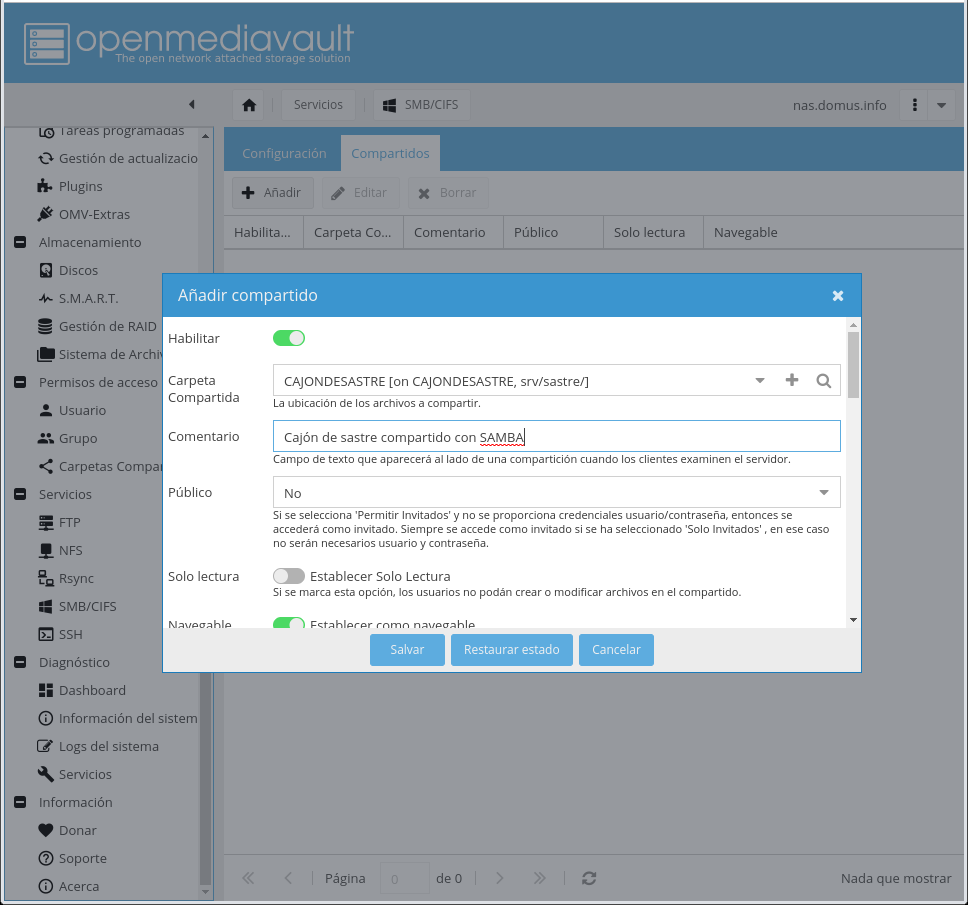 openmediavault
The open network attached storage solution
Servicios
SMB/CIFS
nas.domus.info
Tareas programadas
Gestión de actualizacio
Plugins
OMV-Extras
Almacenamiento
Discos
S.M.A.R.T.
Gestión de RAID
Sistema de Archiv
Permisos de acceso
Usuario
Grupo
Carpetas Compar
Servicios
FTP
NFS
Rsync
SMB/CIFS
SSH
Diagnóstico
Dashboard
Información del sistem
Logs del sistema
Servicios
Información
Donar
Soporte
Acerca
Configuración
Compartidos
Añadir
Editar
Borrar
Habilita...
Carpeta Co...
Comentario
Público
Solo lectura
Navegable
Añadir compartido
Habilitar
Carpeta
Compartida
CAJONDESASTRE [on CAJONDESASTRE, srv/sastre/]
La ubicación de los archivos a compartir.
Comentario
Cajón de sastre compartido con SAMBA
Campo de texto que aparecerá al lado de una compartición cuando los clientes examinen el servidor.
Público
No
Si se selecciona 'Permitir Invitados' y no se proporciona credenciales usuario/contraseña, entonces se
accederá como invitado. Siempre se accede como invitado si se ha seleccionado 'Solo Invitados' , en ese caso
no serán necesarios usuario y contraseña.
Solo lectura
Establecer Solo Lectura
Si se marca esta opción, los usuarios no podán crear o modificar archivos en el compartido.
Navegable
Establecer como navegable
Salvar
Restaurar estado
Cancelar
Página
0
de 0
Nada que mostrar